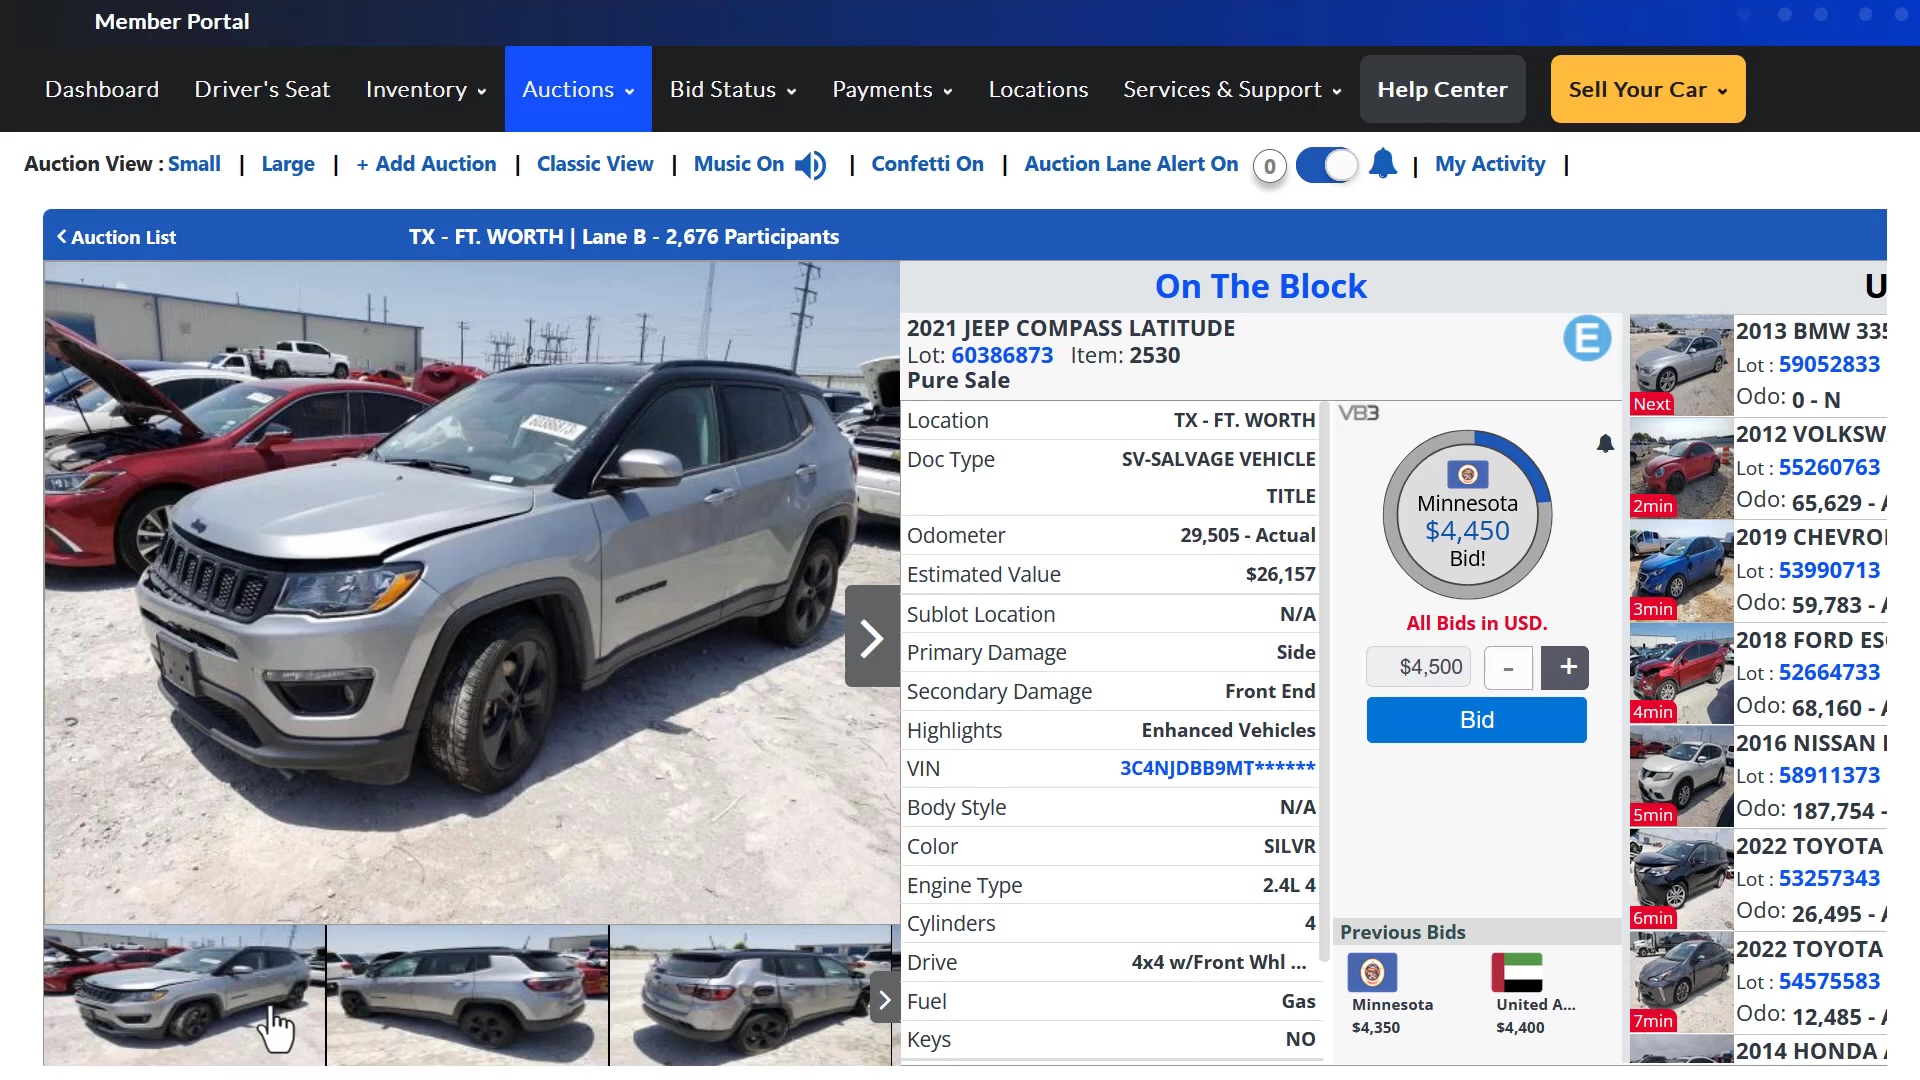 Member Portal
Dashboard
Driver's Seat
Inventory
Auctions
Bid Status
Payments
Locations
Services & Support
Help Center
Sell Your Car
Auction View : Small | Large | + Add Auction | Classic View | Music On | Confetti On | Auction Lane Alert On 0 | My Activity |
Auction List
TX - FT. WORTH | Lane B - 2,676 Participants
On The Block
U
2021 JEEP COMPASS LATITUDE
Lot: 60386873 Item: 2530
Pure Sale
E
Location TX - FT. WORTH
Doc Type SV-SALVAGE VEHICLE
TITLE
Odometer 29,505 - Actual
Estimated Value $26,157
Sublot Location N/A
Primary Damage Side
Secondary Damage Front End
Highlights Enhanced Vehicles
VIN 3C4NJDBB9MT******
Body Style N/A
Color SILVR
Engine Type 2.4L 4
Cylinders 4
Drive 4x4 w/Front Whl ...
Fuel Gas
Keys NO
60386873
VB3
Minnesota
$4,450
Bid!
All Bids in USD.
$4,500 - +
Bid
Previous Bids
Minnesota
$4,350
United A...
$4,400
2013 BMW 335
Lot : 59052833
Odo: 0 - N
Next
2012 VOLKSW
Lot : 55260763
Odo: 65,629 - A
2min
2019 CHEVRO
Lot : 53990713
Odo: 59,783 - A
3min
2018 FORD ES
Lot : 52664733
Odo: 68,160 - A
4min
2016 NISSAN
Lot : 58911373
Odo: 187,754 -
5min
2022 TOYOTA
Lot : 53257343
Odo: 26,495 - A
6min
2022 TOYOTA
Lot : 54575583
Odo: 12,485 - A
7min
2014 HONDA